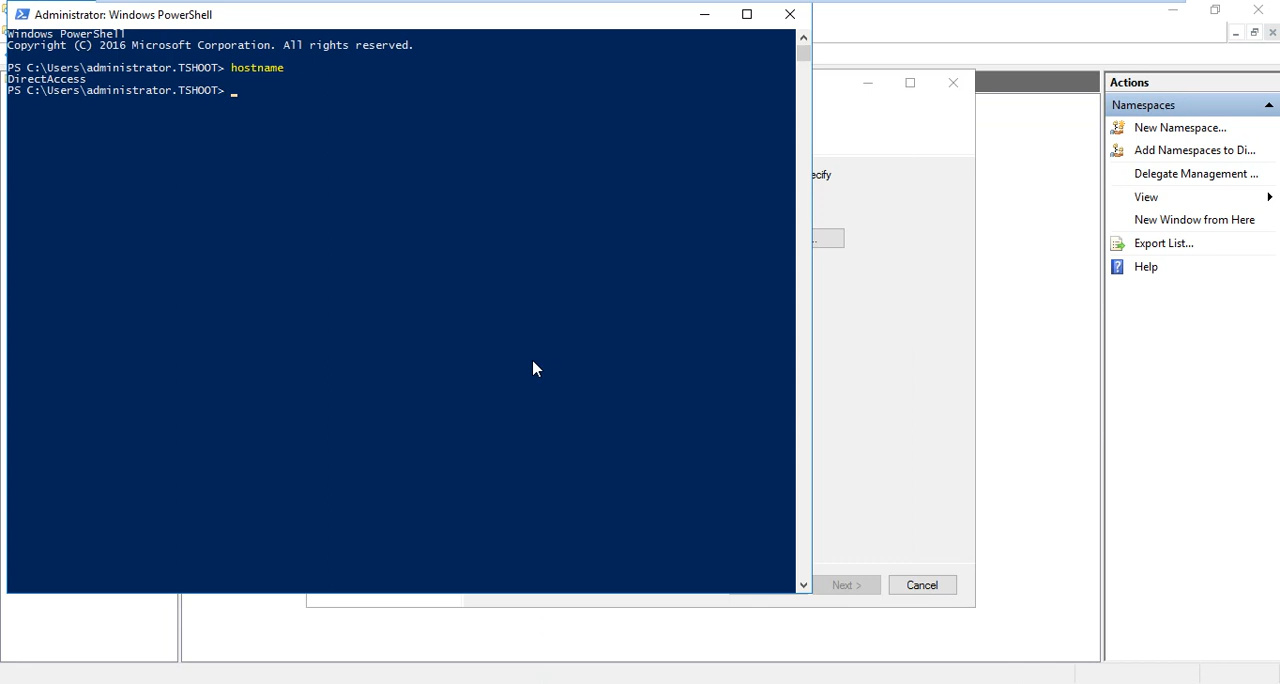 Administrator: Windows PowerShell
Windows PowerShell
Copyright (C) 2016 Microsoft Corporation. All rights reserved.
PS C:\Users\administrator.TSHOOT> hostname
DirectAccess
PS C:\Users\administrator.TSHOOT> _
ecify
...
Next >
Cancel
Actions
Namespaces
New Namespace...
Add Namespaces to Di...
Delegate Management ...
View
New Window from Here
Export List...
Help